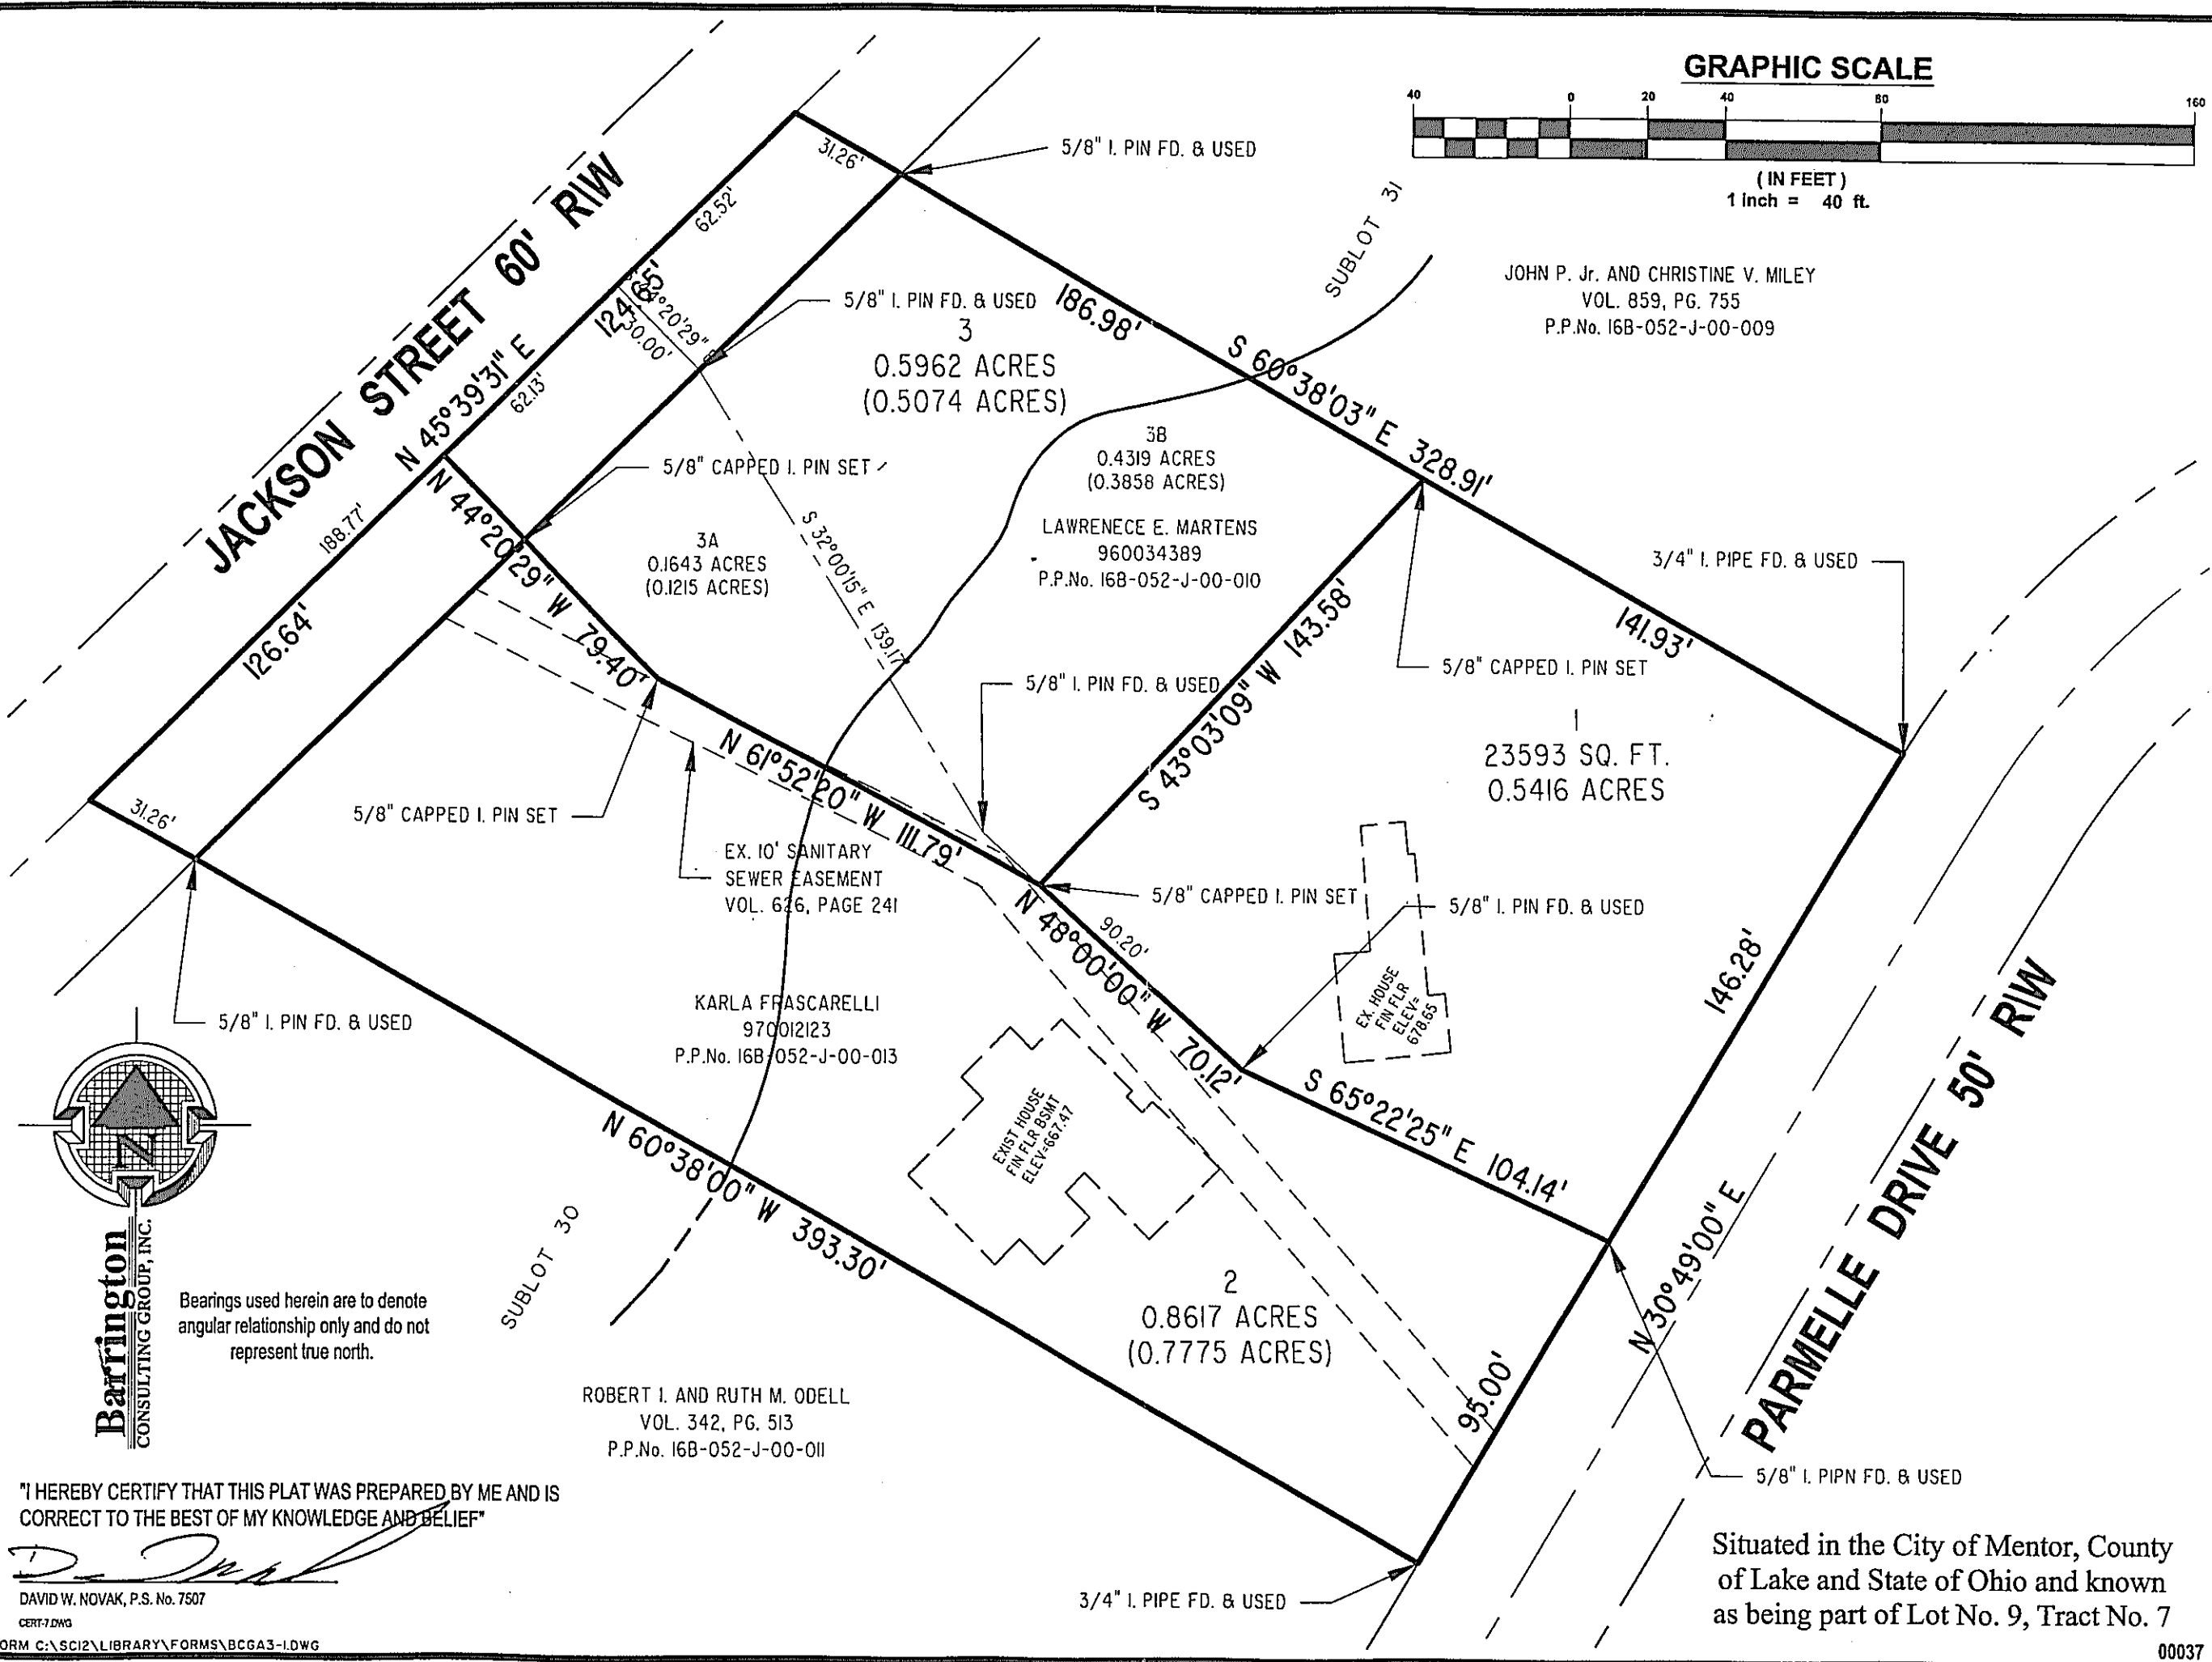 GRAPHIC SCALE
40 0 20 40 80 160
( IN FEET )
1 inch = 40 ft.
JACKSON STREET 60' R/W
31.26'
5/8" I. PIN FD. & USED
62.52'
124.65'
30.00'
N 45°39'31" E
62.13'
188.77'
126.64'
5/8" I. PIN FD. & USED
3
0.5962 ACRES
(0.5074 ACRES)
186.98'
SUBLOT 31
JOHN P. Jr. AND CHRISTINE V. MILEY
VOL. 859, PG. 755
P.P.No. 16B-052-J-00-009
S 60°38'03" E 328.91'
5/8" CAPPED I. PIN SET
3B
0.4319 ACRES
(0.3858 ACRES)
LAWRENECE E. MARTENS
960034389
P.P.No. 16B-052-J-00-010
N 44°20'29" W 79.40'
3A
0.1643 ACRES
(0.1215 ACRES)
S 32°00'15" E 139.17'
3/4" I. PIPE FD. & USED
S 43°03'09" W 143.58'
141.93'
5/8" CAPPED I. PIN SET
5/8" I. PIN FD. & USED
1
23593 SQ. FT.
0.5416 ACRES
N 61°52'20" W 111.79'
31.26'
5/8" CAPPED I. PIN SET
EX. 10' SANITARY
SEWER EASEMENT
VOL. 626, PAGE 241
5/8" CAPPED I. PIN SET
5/8" I. PIN FD. & USED
N 48°00'00" W 70.12'
90.20'
EX. HOUSE
FIN FLR
ELEV=
678.65
146.28'
5/8" I. PIN FD. & USED
KARLA FRASCARELLI
970012123
P.P.No. 16B-052-J-00-013
S 65°22'25" E 104.14'
EXIST HOUSE
FIN FLR BSMT
ELEV=667.47
N 60°38'00" W 393.30'
SUBLOT 30
2
0.8617 ACRES
(0.7775 ACRES)
N 30°49'00" E
PARMELLE DRIVE 50' R/W
95.00'
5/8" I. PIPN FD. & USED
3/4" I. PIPE FD. & USED
N
Barrington
CONSULTING GROUP, INC.
Bearings used herein are to denote
angular relationship only and do not
represent true north.
ROBERT I. AND RUTH M. ODELL
VOL. 342, PG. 513
P.P.No. 16B-052-J-00-011
"I HEREBY CERTIFY THAT THIS PLAT WAS PREPARED BY ME AND IS
CORRECT TO THE BEST OF MY KNOWLEDGE AND BELIEF"
DAVID W. NOVAK, P.S. No. 7507
CERT-7.DWG
ORM C:\SCI2\LIBRARY\FORMS\BCGA3-1.DWG
Situated in the City of Mentor, County
of Lake and State of Ohio and known
as being part of Lot No. 9, Tract No. 7
00037